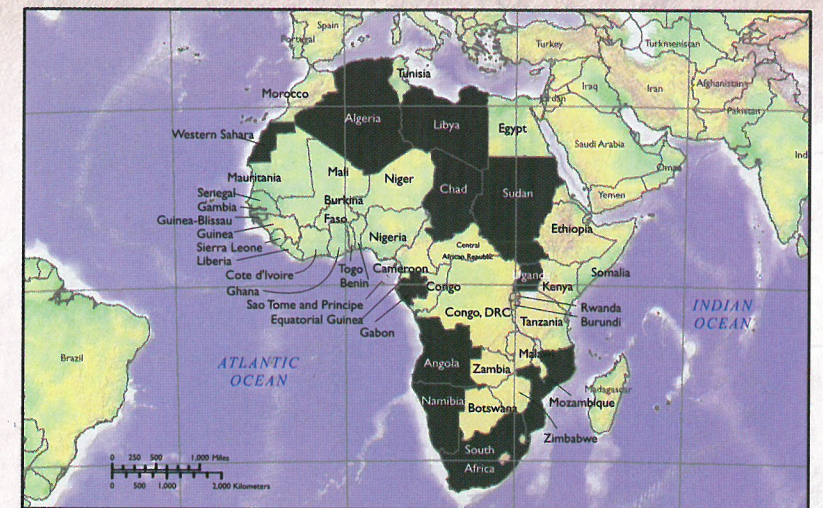 Spain
Portugal
Turkey
Turkmenistan
Tunisia
Morocco
Iraq
Iran
Afghanistan
Jordan
Pakistan
Algeria
Libya
Egypt
Western Sahara
Saudi Arabia
Mauritania
Mali
Niger
Chad
Sudan
Oman
Yemen
Senegal
Gambia
Burkina
Faso
Guinea-Blissau
Guinea
Nigeria
Ethiopia
Sierra Leone
Liberia
Central
African Republic
Cote d'Ivoire
Togo
Benin
Cameroon
Uganda
Kenya
Somalia
Ghana
Congo
Sao Tome and Principe
Equatorial Guinea
Gabon
Congo, DRC
Rwanda
Burundi
Tanzania
INDIAN
OCEAN
Brazil
ATLANTIC
OCEAN
Angola
Zambia
Malawi
Madagascar
Mozambique
Namibia
Botswana
Zimbabwe
South
Africa
0 250 500 1,000 Miles
0 500 1,000 2,000 Kilometers